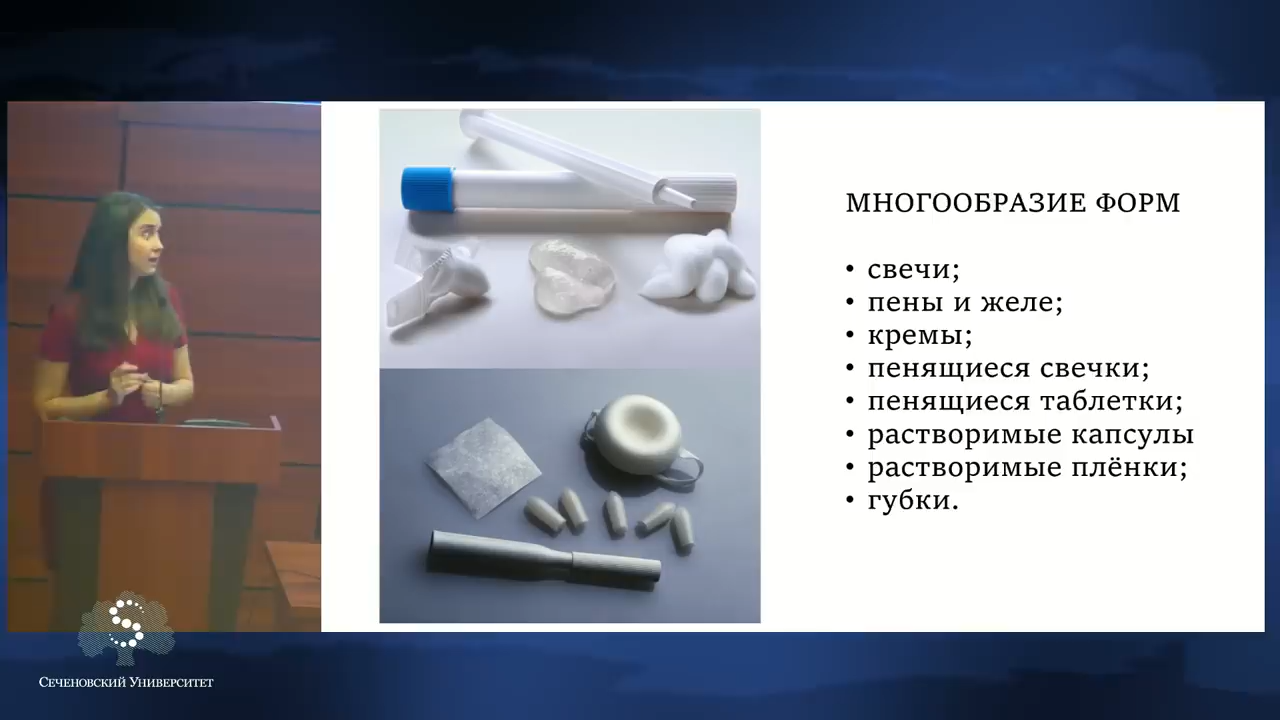 МНОГООБРАЗИЕ ФОРМ
• свечи;
• пены и желе;
• кремы;
• пенящиеся свечки;
• пенящиеся таблетки;
• растворимые капсулы
• растворимые плёнки;
• губки.
S
СЕЧЕНОВСКИЙ УНИВЕРСИТЕТ